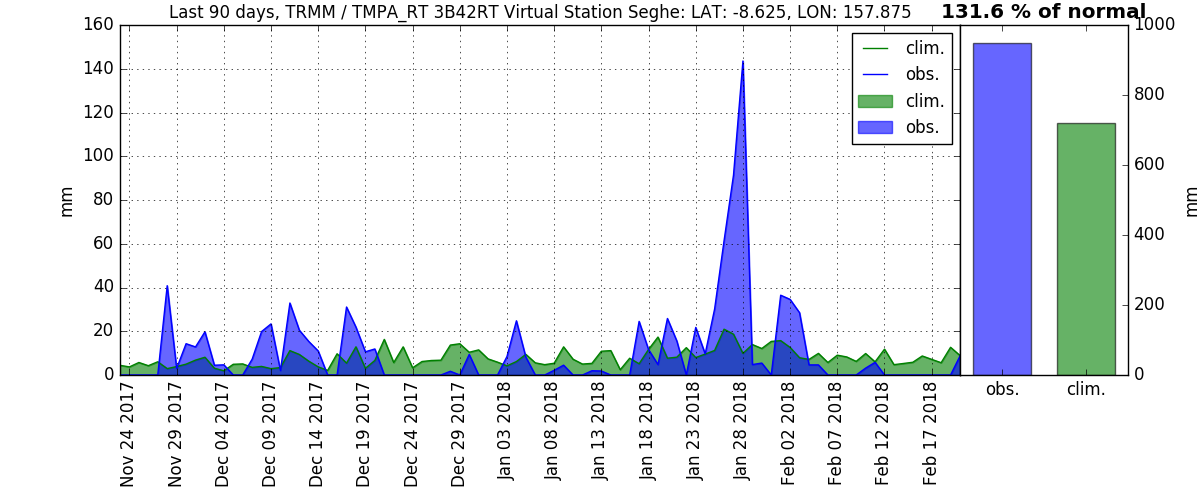 Last 90 days, TRMM / TMPA_RT 3B42RT Virtual Station Seghe: LAT: -8.625, LON: 157.875
131.6 % of normal
160
140
120
100
80
60
40
20
0
mm
clim.
obs.
clim.
obs.
Nov 24 2017
Nov 29 2017
Dec 04 2017
Dec 09 2017
Dec 14 2017
Dec 19 2017
Dec 24 2017
Dec 29 2017
Jan 03 2018
Jan 08 2018
Jan 13 2018
Jan 18 2018
Jan 23 2018
Jan 28 2018
Feb 02 2018
Feb 07 2018
Feb 12 2018
Feb 17 2018
1000
800
600
400
200
0
mm
obs.
clim.